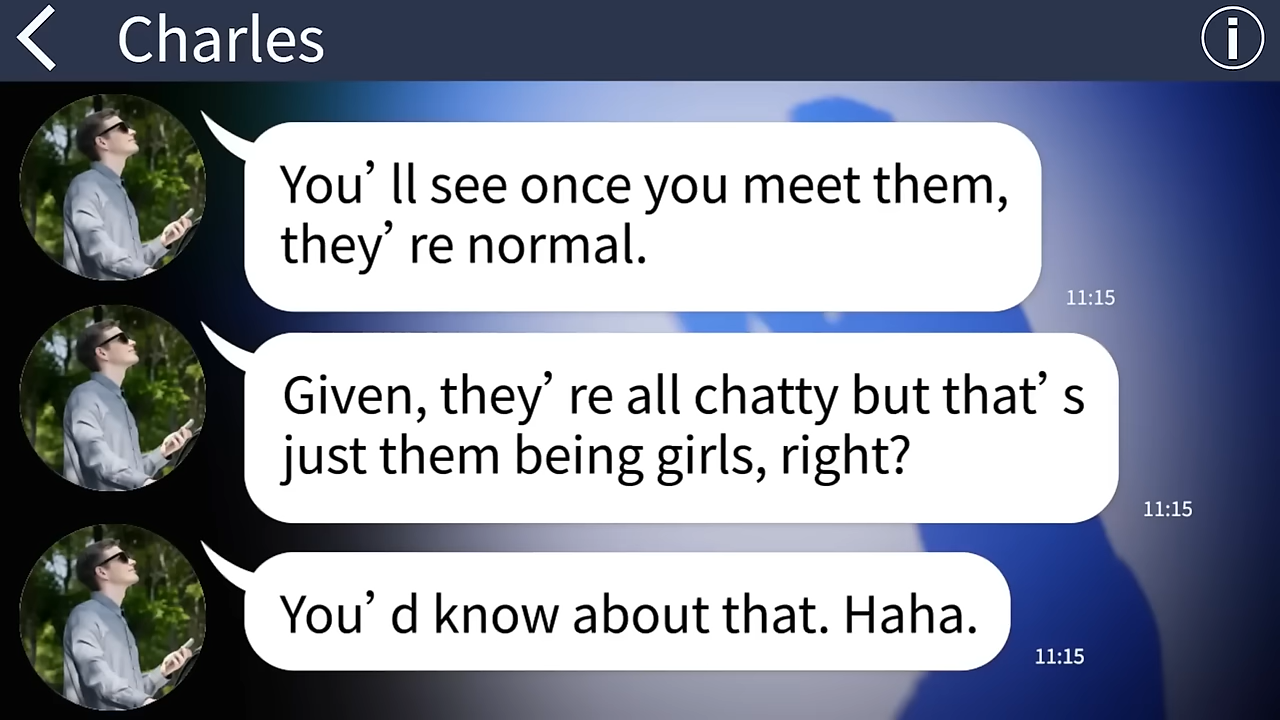 Charles
You’ ll see once you meet them,
they’ re normal.
11:15
Given, they’ re all chatty but that’ s
just them being girls, right?
11:15
You’ d know about that. Haha.
11:15